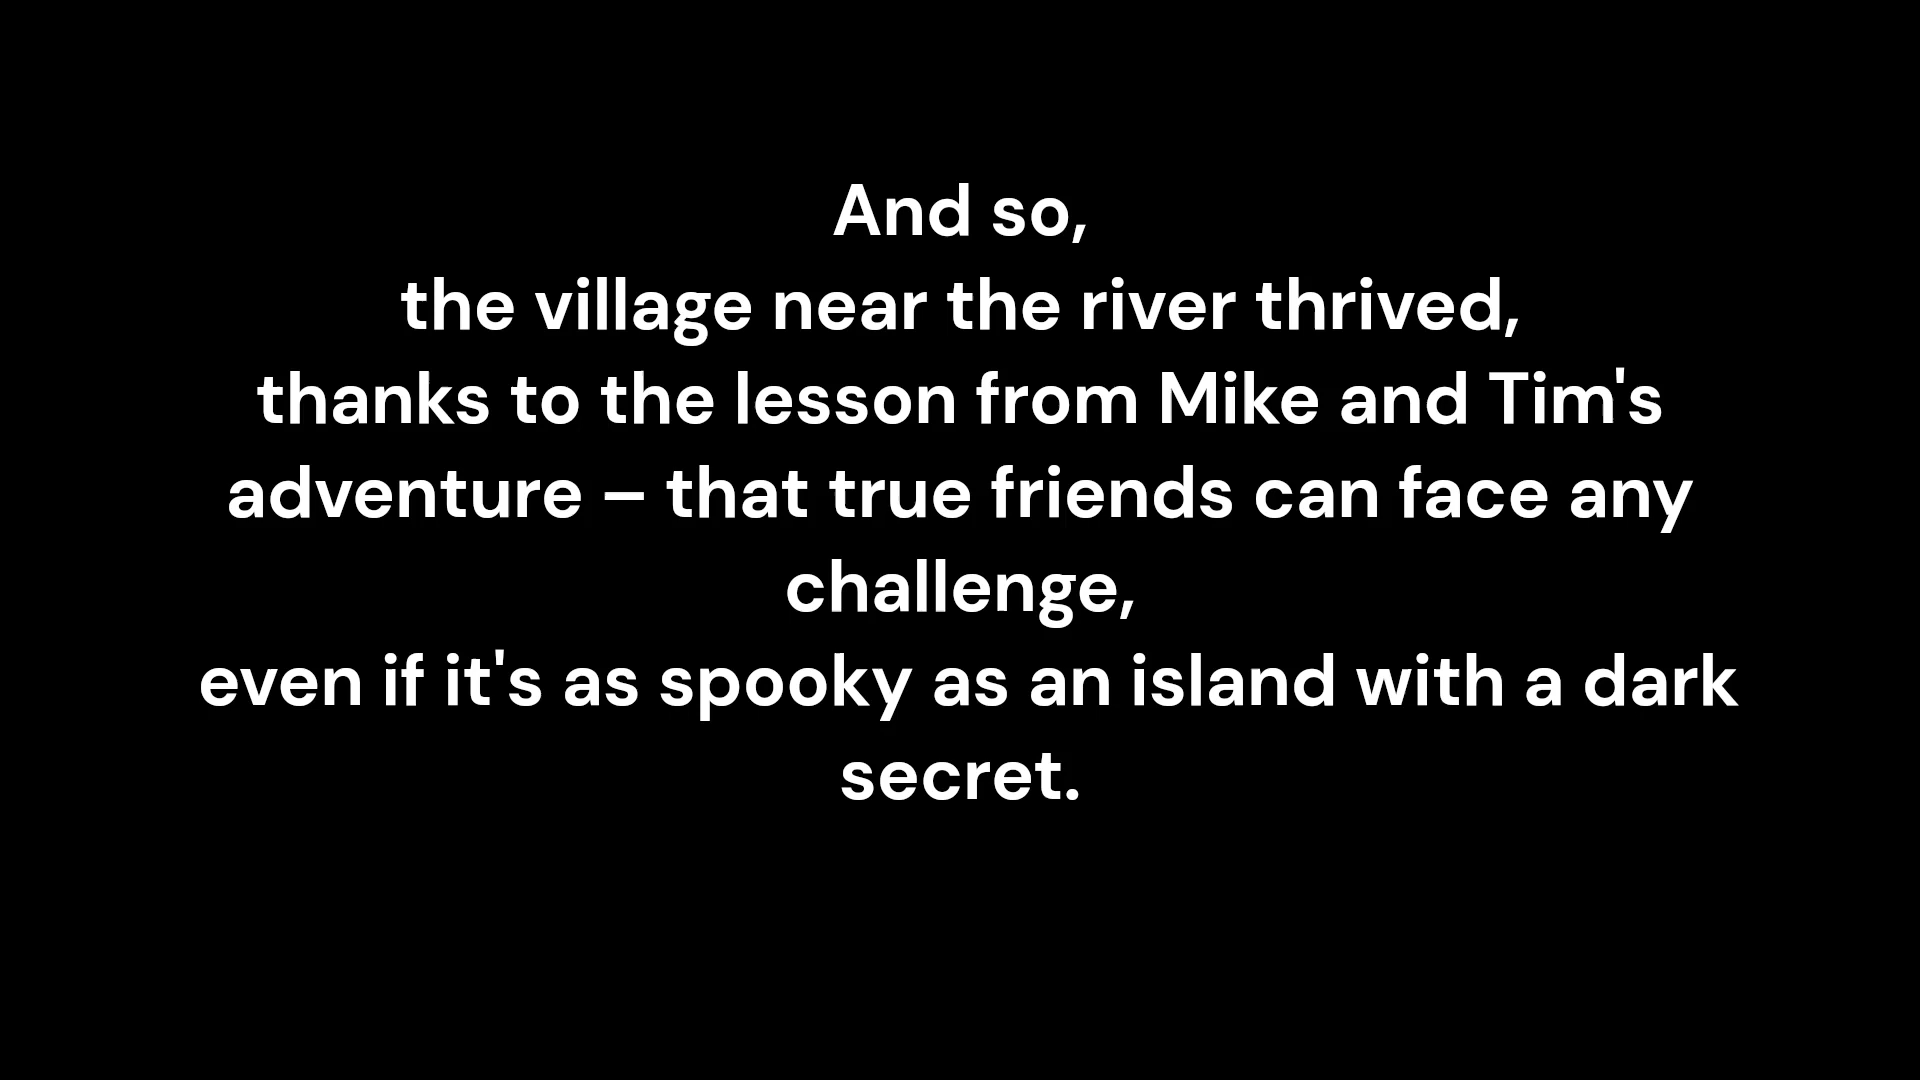 And so,
the village near the river thrived,
thanks to the lesson from Mike and Tim's
adventure – that true friends can face any
challenge,
even if it's as spooky as an island with a dark
secret.